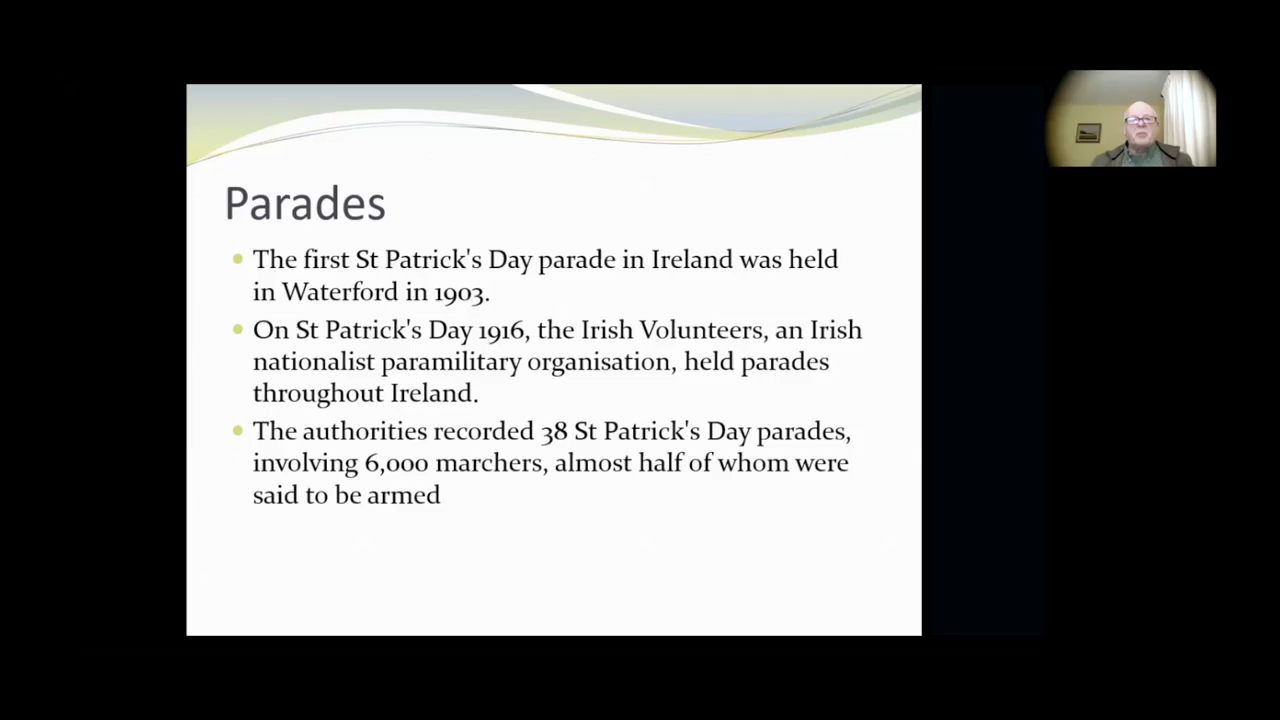 Parades
The first St Patrick's Day parade in Ireland was held
in Waterford in 1903.
On St Patrick's Day 1916, the Irish Volunteers, an Irish
nationalist paramilitary organisation, held parades
throughout Ireland.
The authorities recorded 38 St Patrick's Day parades,
involving 6,000 marchers, almost half of whom were
said to be armed